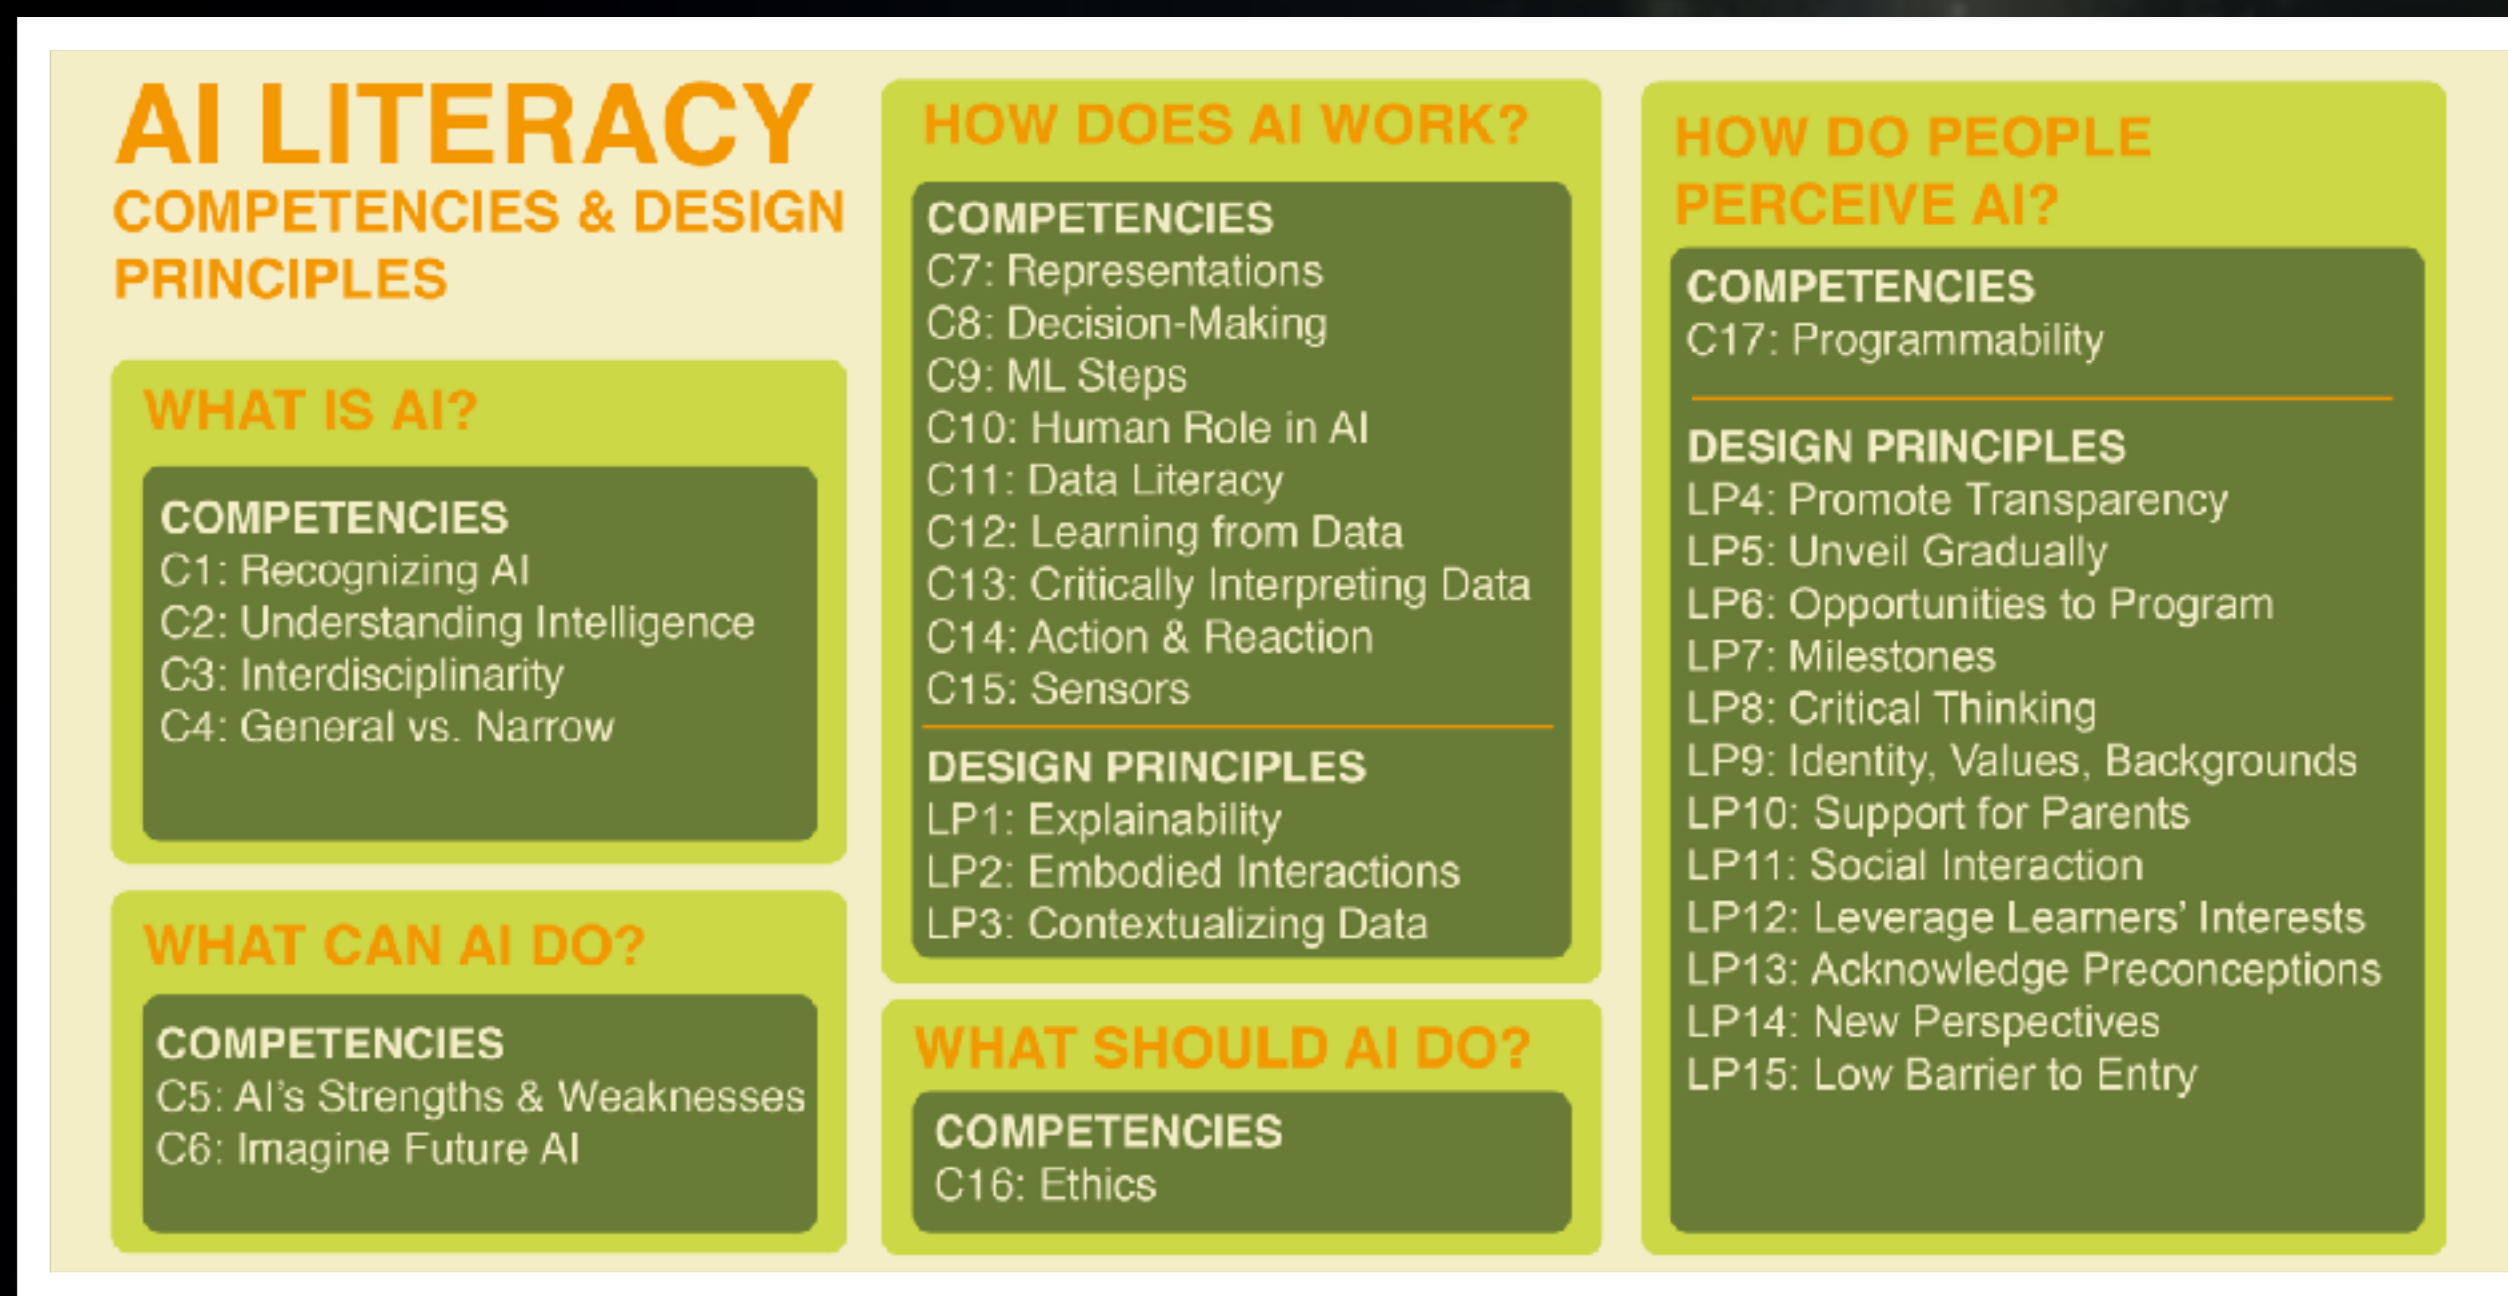 AI LITERACY
COMPETENCIES & DESIGN
PRINCIPLES
WHAT IS AI?
COMPETENCIES
C1: Recognizing AI
C2: Understanding Intelligence
C3: Interdisciplinarity
C4: General vs. Narrow
WHAT CAN AI DO?
COMPETENCIES
C5: AI's Strengths & Weaknesses
C6: Imagine Future AI
HOW DOES AI WORK?
COMPETENCIES
C7: Representations
C8: Decision-Making
C9: ML Steps
C10: Human Role in AI
C11: Data Literacy
C12: Learning from Data
C13: Critically Interpreting Data
C14: Action & Reaction
C15: Sensors
DESIGN PRINCIPLES
LP1: Explainability
LP2: Embodied Interactions
LP3: Contextualizing Data
WHAT SHOULD AI DO?
COMPETENCIES
C16: Ethics
HOW DO PEOPLE
PERCEIVE AI?
COMPETENCIES
C17: Programmability
DESIGN PRINCIPLES
LP4: Promote Transparency
LP5: Unveil Gradually
LP6: Opportunities to Program
LP7: Milestones
LP8: Critical Thinking
LP9: Identity, Values, Backgrounds
LP10: Support for Parents
LP11: Social Interaction
LP12: Leverage Learners' Interests
LP13: Acknowledge Preconceptions
LP14: New Perspectives
LP15: Low Barrier to Entry